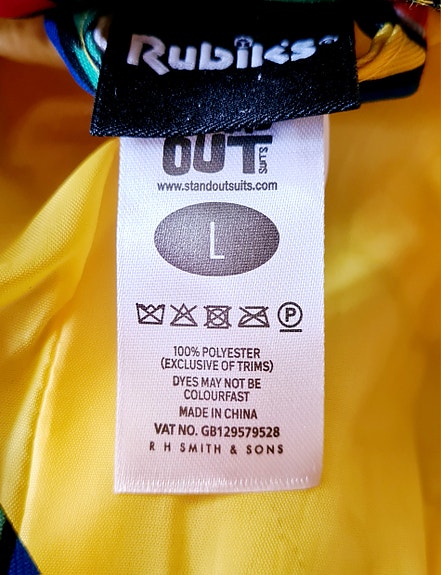 Rubik's
OUT
SUITS
www.standoutsuits.com
L
P
100% POLYESTER
(EXCLUSIVE OF TRIMS)
DYES MAY NOT BE
COLOURFAST
MADE IN CHINA
VAT NO. GB129579528
R H SMITH & SONS